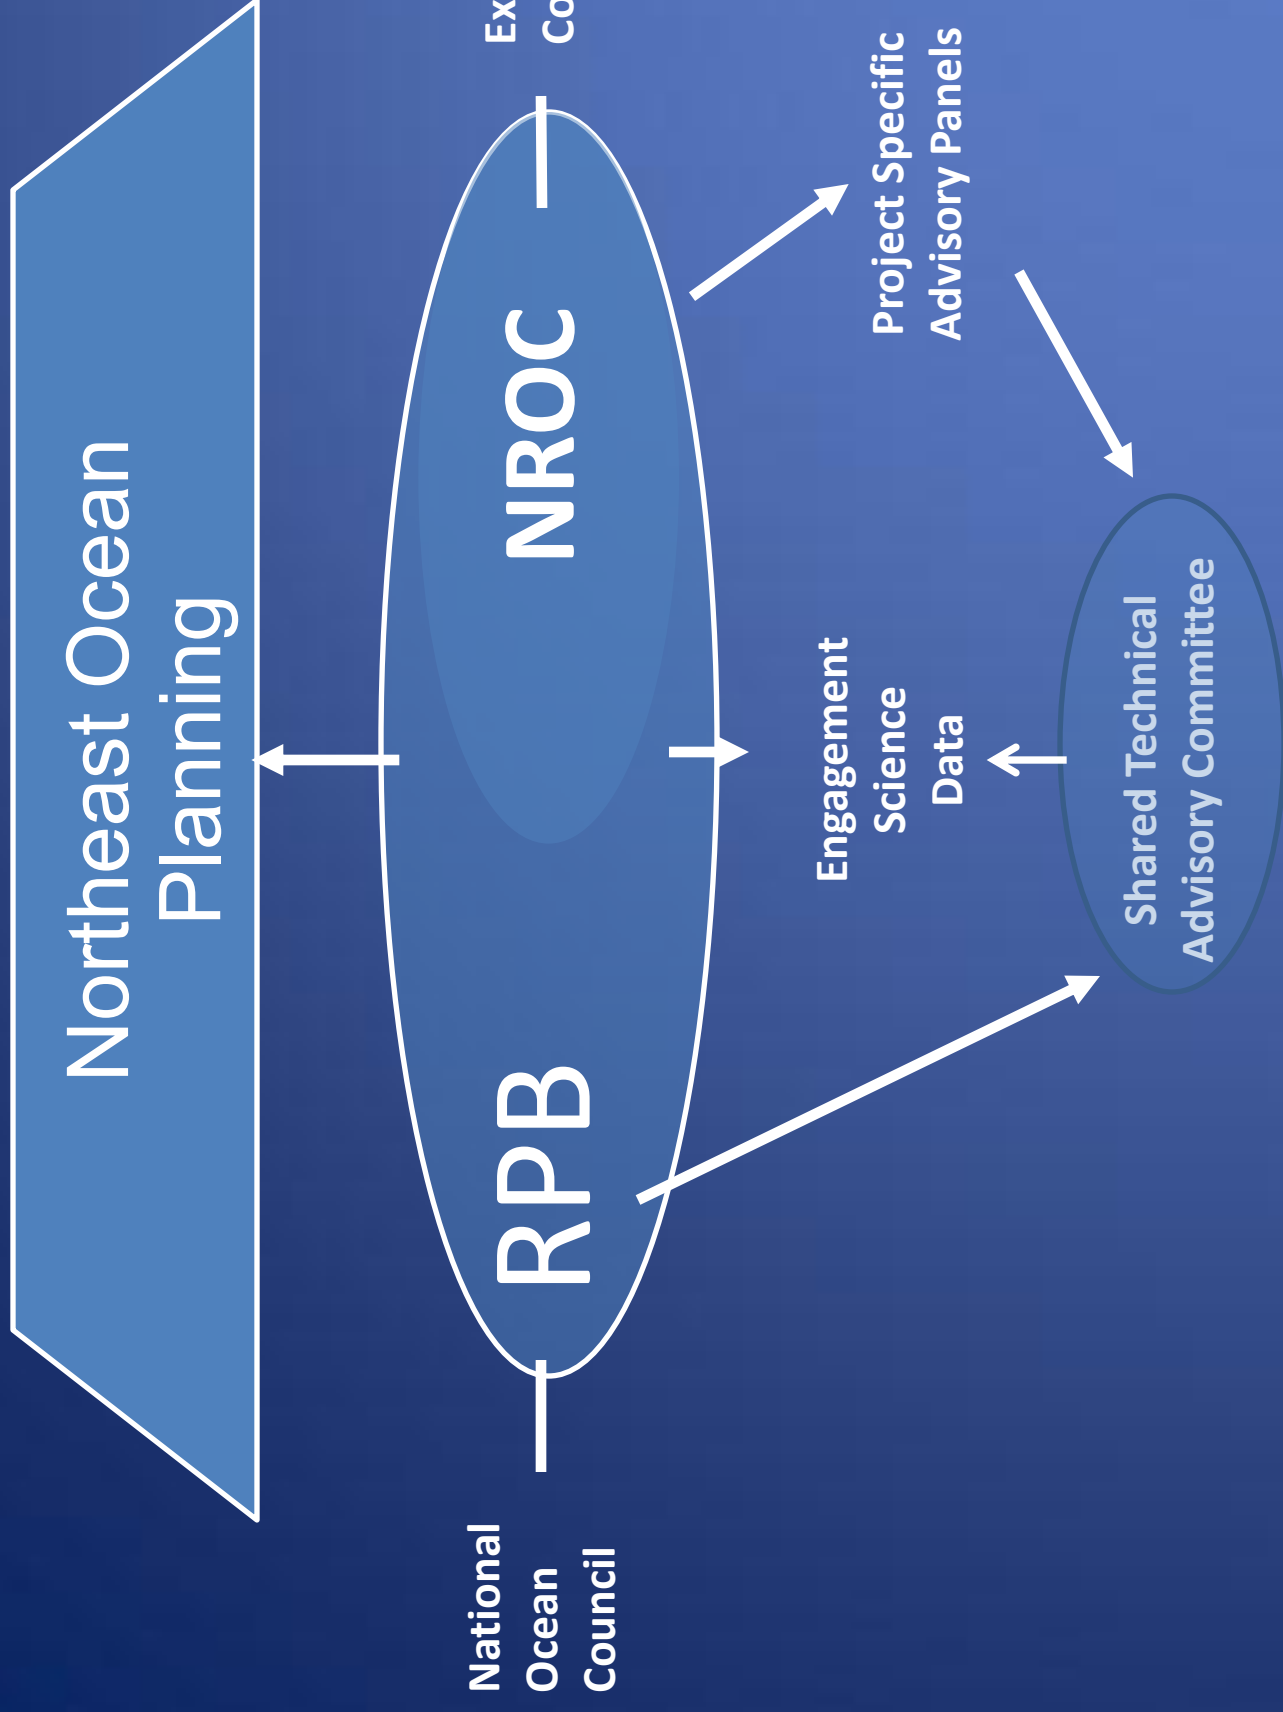 Northeast Ocean
Planning
National
Ocean
Council
RPB
NROC
Engagement
Science
Data
Project Specific
Advisory Panels
Shared Technical
Advisory Committee